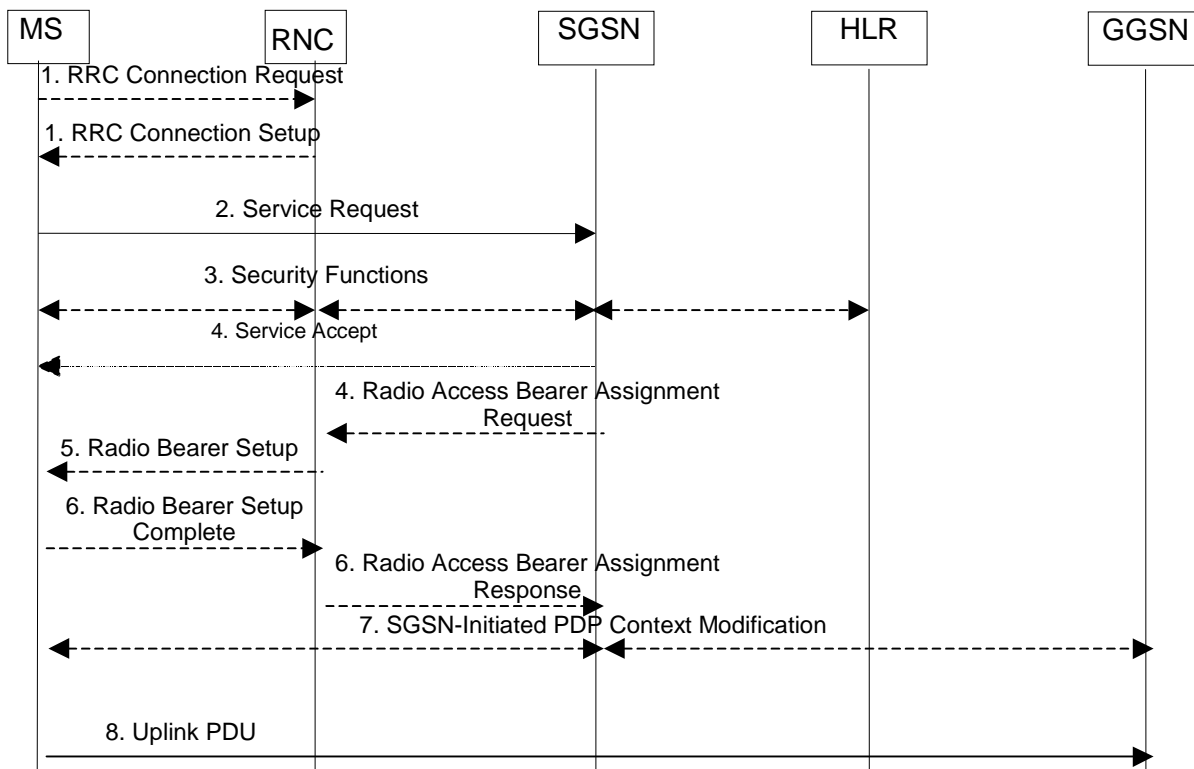 MS
RNC
SGSN
HLR
GGSN
1. RRC Connection Request
1. RRC Connection Setup
2. Service Request
3. Security Functions
4. Service Accept
4. Radio Access Bearer Assignment
Request
5. Radio Bearer Setup
6. Radio Bearer Setup
Complete
6. Radio Access Bearer Assignment
Response
7. SGSN-Initiated PDP Context Modification
8. Uplink PDU